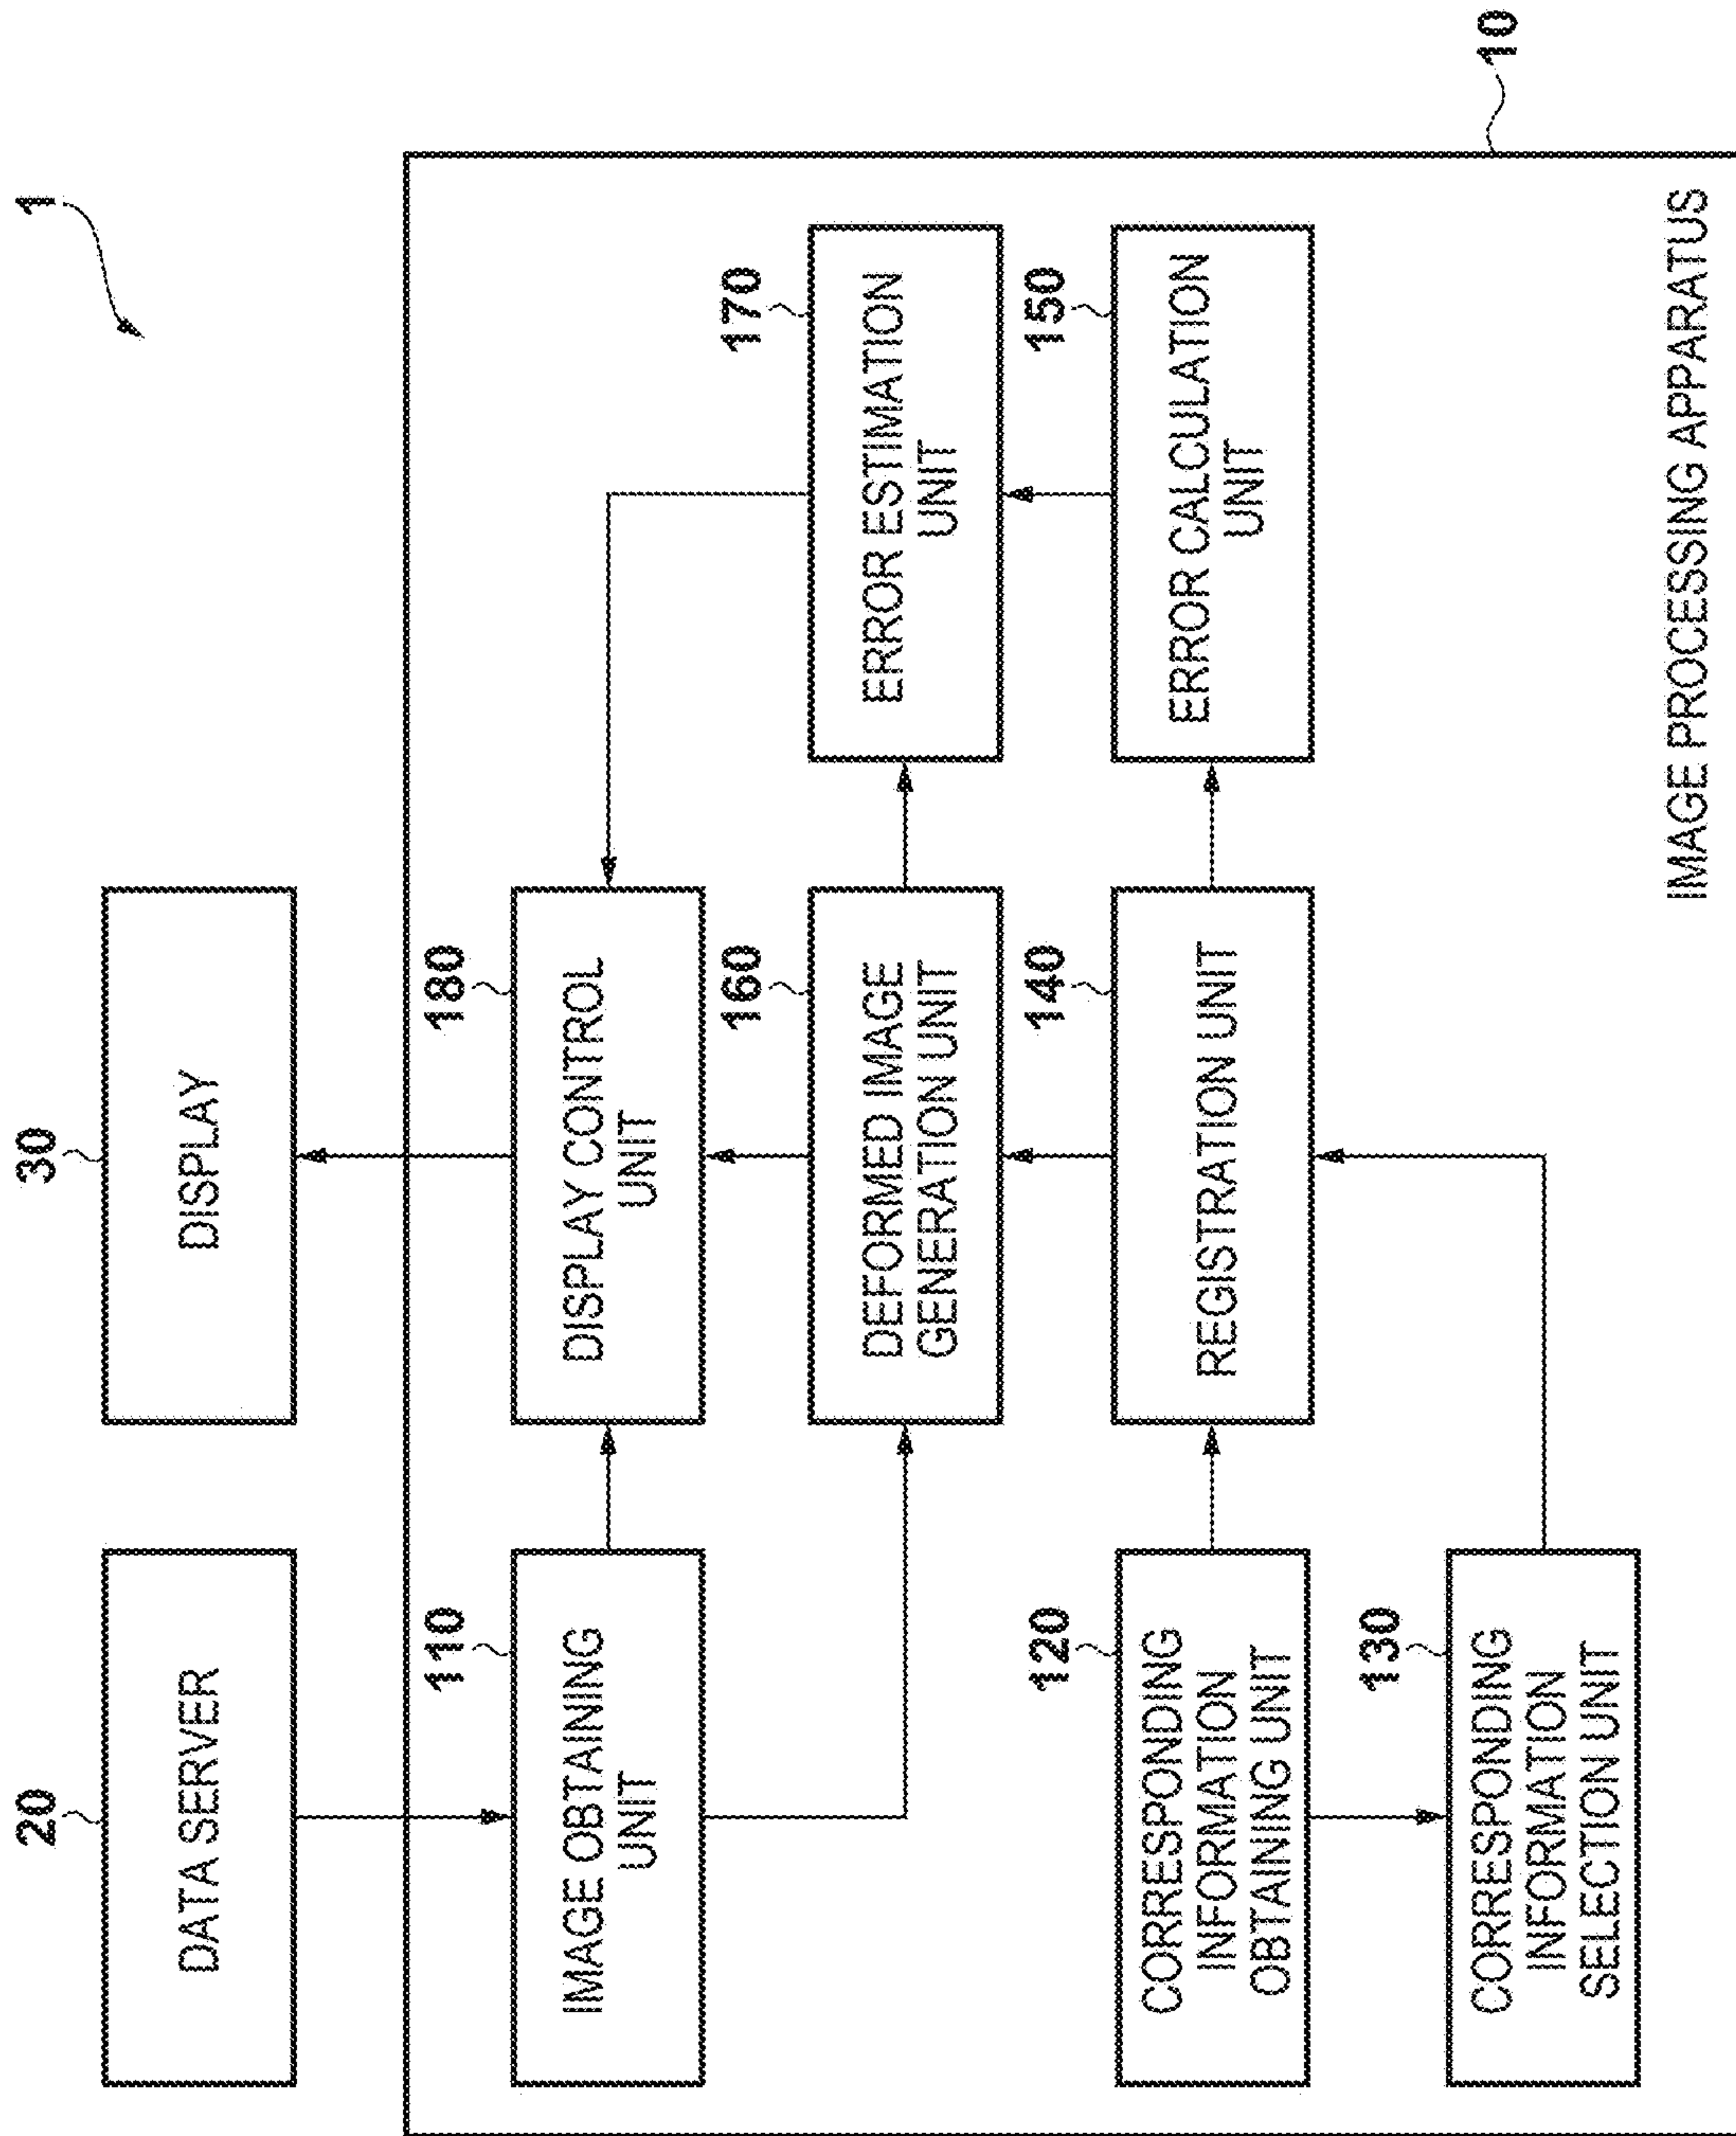 1
20
DATA SERVER
30
DISPLAY
10
110
IMAGE OBTAINING
UNIT
180
DISPLAY CONTROL
UNIT
160
DEFORMED IMAGE
GENERATION UNIT
170
ERROR ESTIMATION
UNIT
120
CORRESPONDING
INFORMATION
OBTAINING UNIT
140
REGISTRATION UNIT
150
ERROR CALCULATION
UNIT
130
CORRESPONDING
INFORMATION
SELECTION UNIT
IMAGE PROCESSING APPARATUS